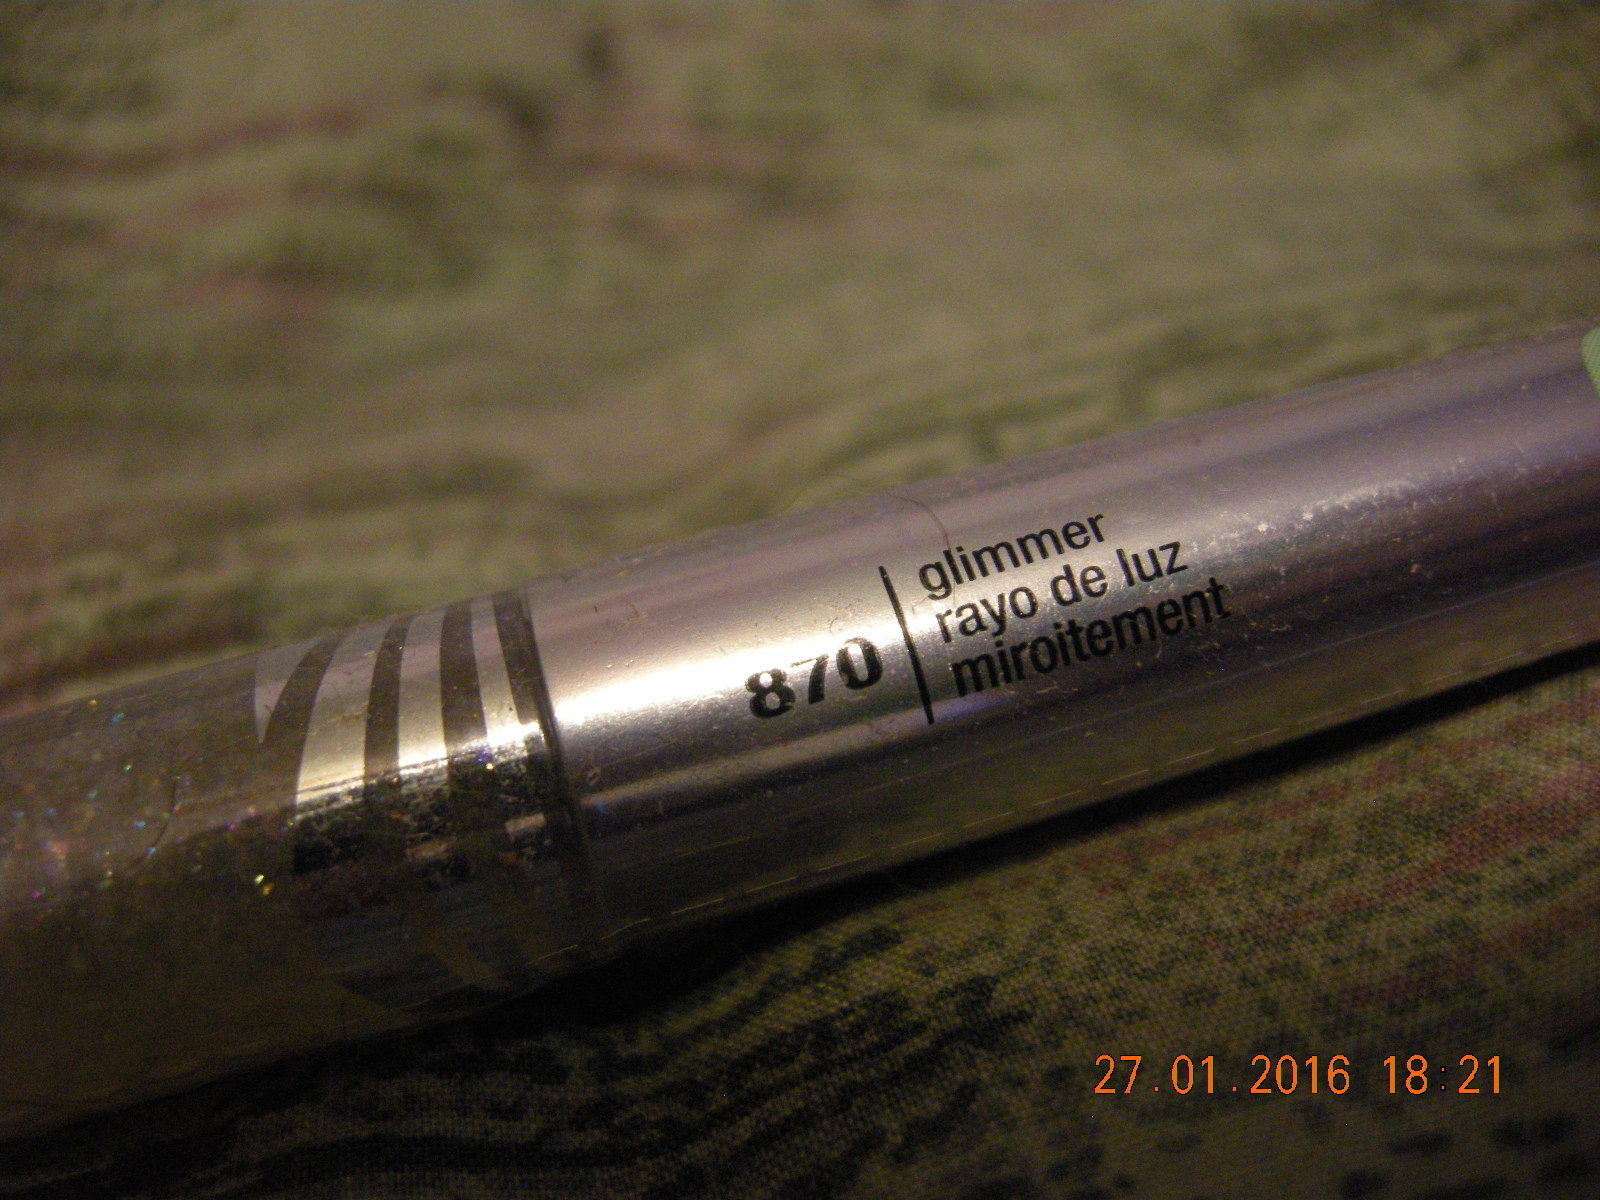 870
glimmer
rayo de luz
miroitement
27.01.2016 18:21